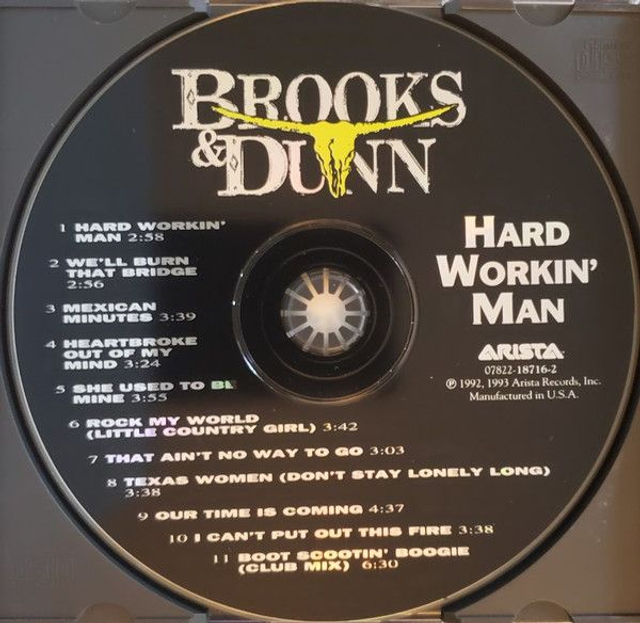 BROOKS
& DUNN
1 HARD WORKIN'
MAN 2:58
2 WE'LL BURN
THAT BRIDGE
2:56
3 MEXICAN
MINUTES 3:39
4 HEARTBROKE
OUT OF MY
MIND 3:24
5 SHE USED TO BE
MINE 3:55
6 ROCK MY WORLD
(LITTLE COUNTRY GIRL) 3:42
7 THAT AIN'T NO WAY TO GO 3:03
8 TEXAS WOMEN (DON'T STAY LONELY LONG)
3:38
9 OUR TIME IS COMING 4:37
10 I CAN'T PUT OUT THIS FIRE 3:38
11 BOOT SCOOTIN' BOOGIE
(CLUB MIX) 6:30
HARD
WORKIN'
MAN
ARISTA
07822-18716-2
℗ 1992, 1993 Arista Records, Inc.
Manufactured in U.S.A.